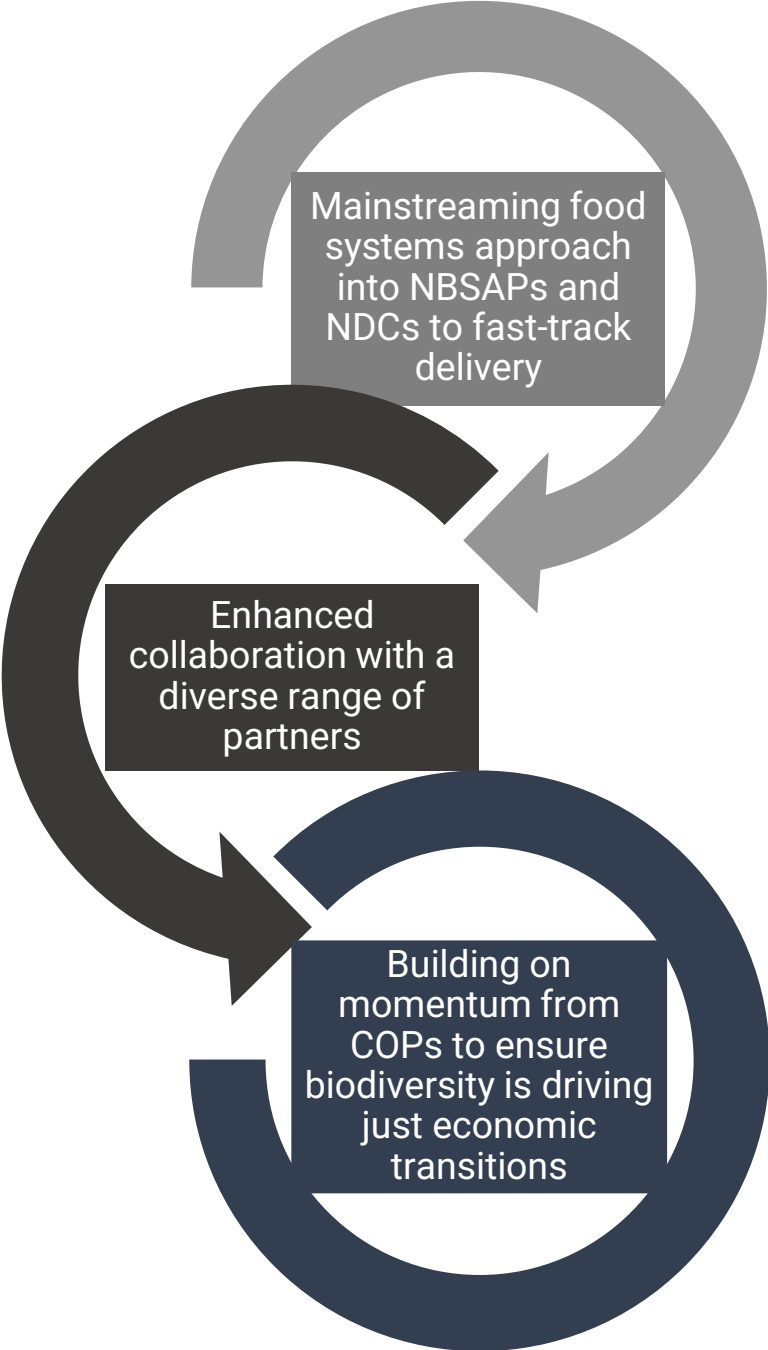 Mainstreaming food
systems approach
into NBSAPs and
NDCs to fast-track
delivery
Enhanced
collaboration with a
diverse range of
partners
Building on
momentum from
COPs to ensure
biodiversity is driving
just economic
transitions